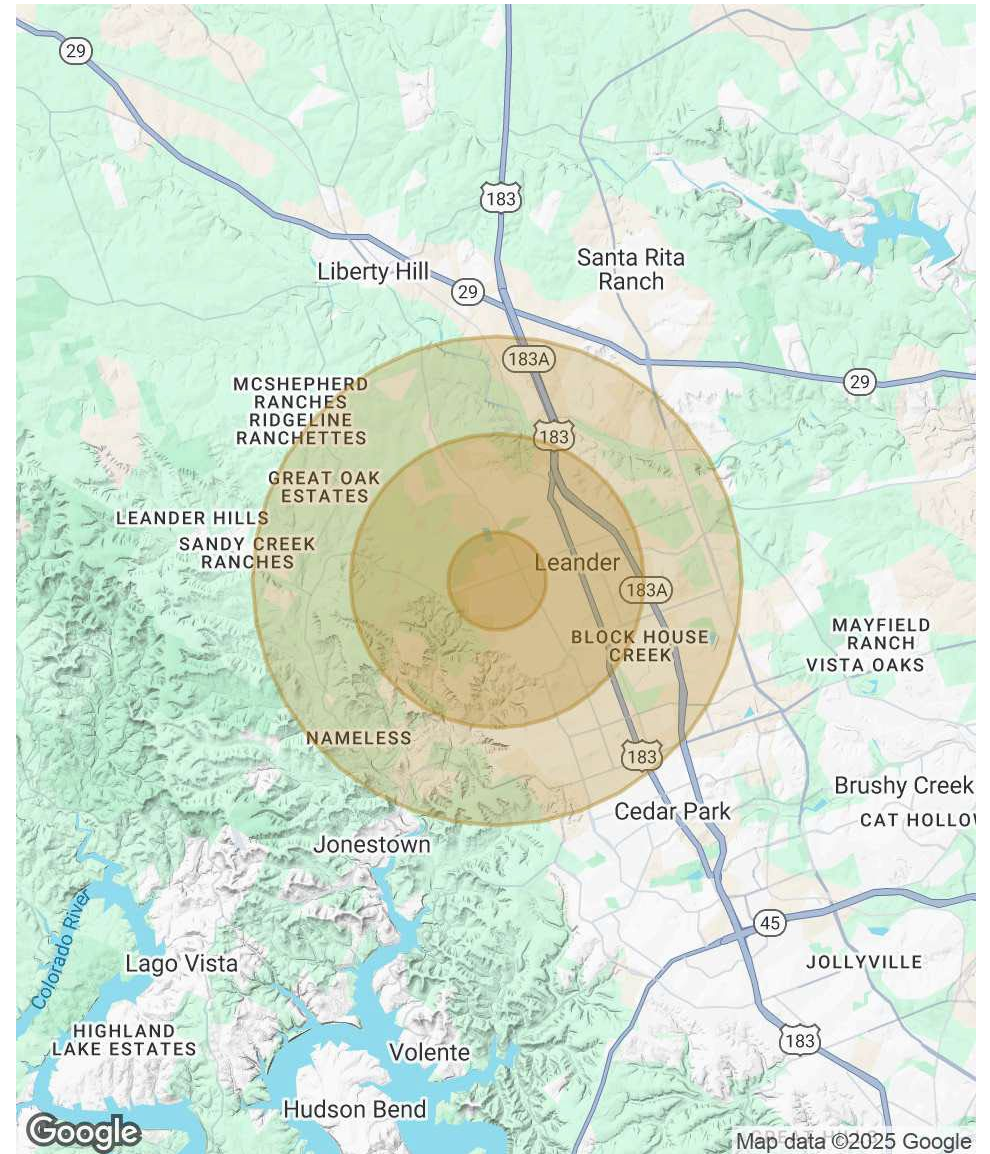 29
183
Santa Rita
Ranch
Liberty Hill
29
183A
29
MCSHEPHERD
RANCHES
RIDGELINE
RANCHETTES
183
GREAT OAK
ESTATES
LEANDER HILLS
SANDY CREEK
RANCHES
Leander
183A
BLOCK HOUSE
CREEK
MAYFIELD
RANCH
VISTA OAKS
NAMELESS
183
Brushy Creek
Cedar Park
CAT HOLLO
Jonestown
45
Colorado River
Lago Vista
JOLLYVILLE
HIGHLAND
LAKE ESTATES
Volente
183
Hudson Bend
Google
Map data ©2025 Google